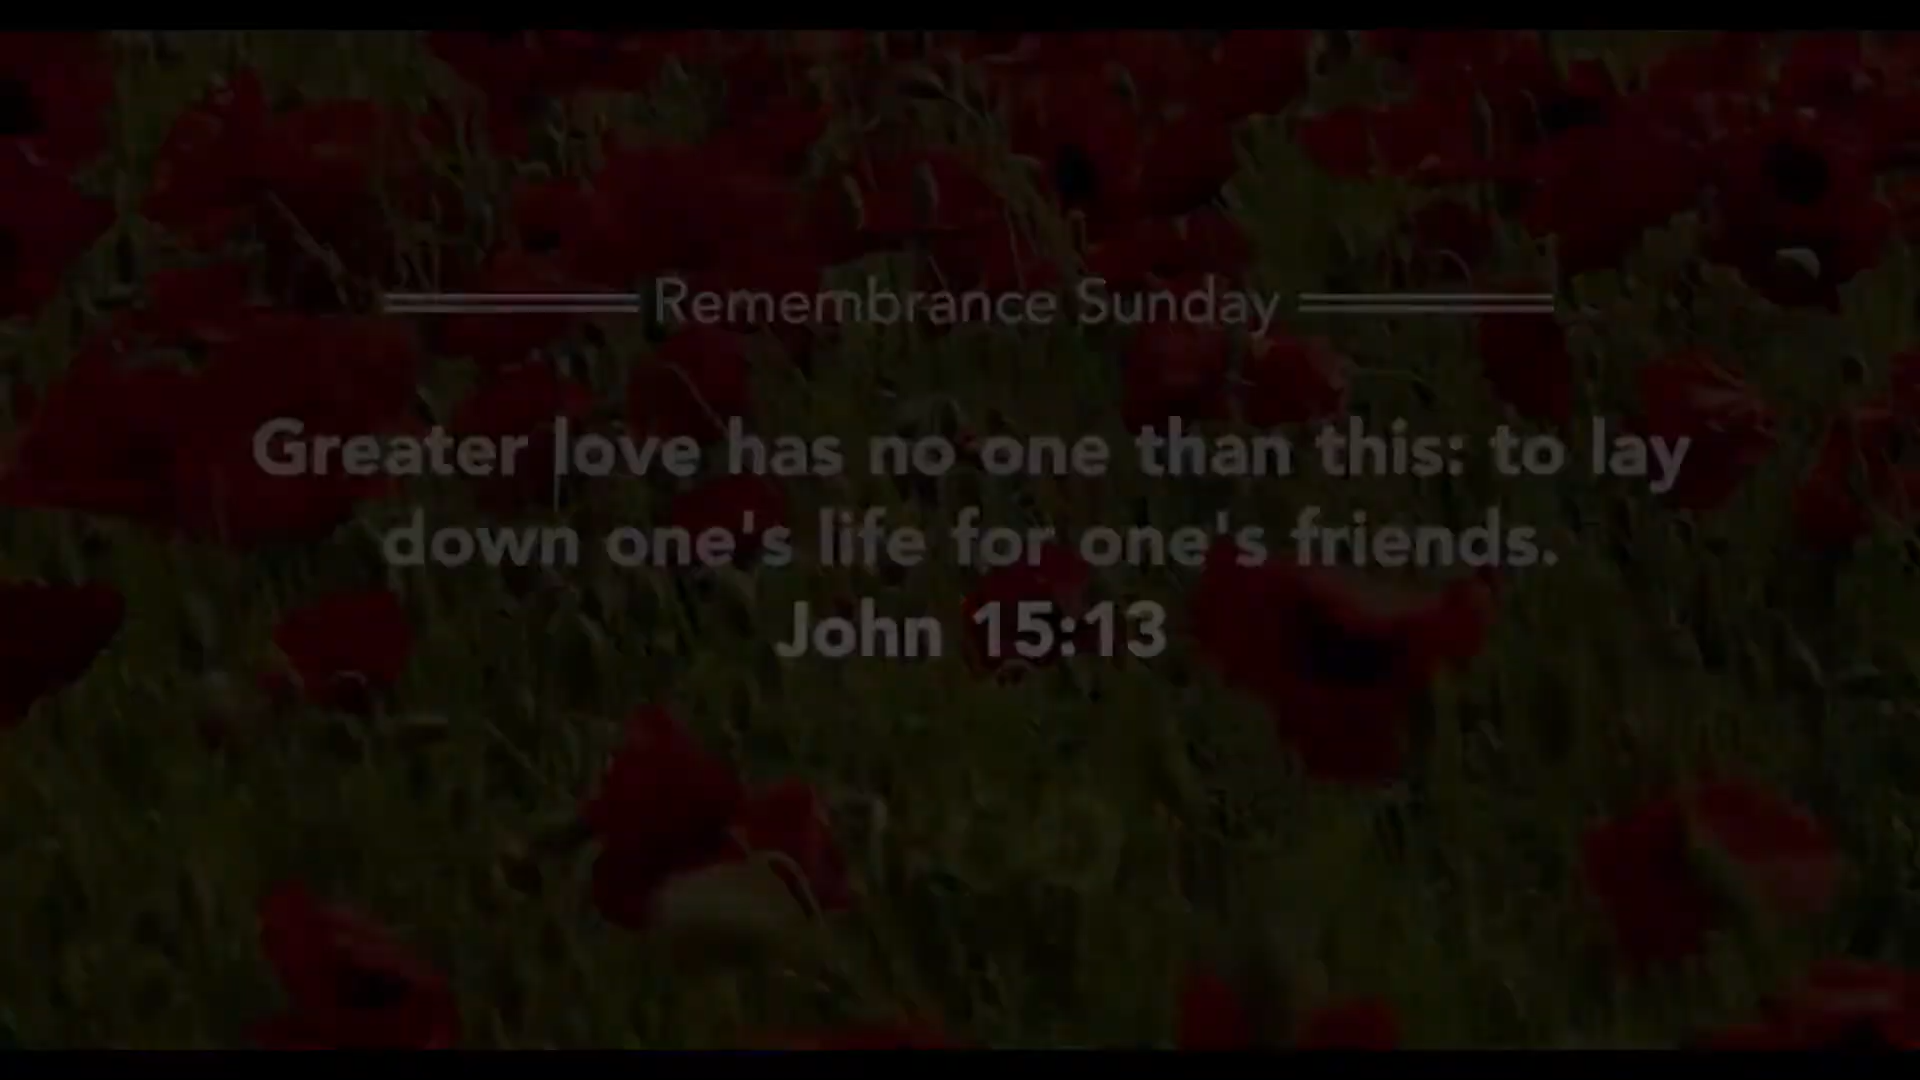 Remembrance Sunday
Greater love has no one than this: to lay
down one's life for one's friends.
John 15:13